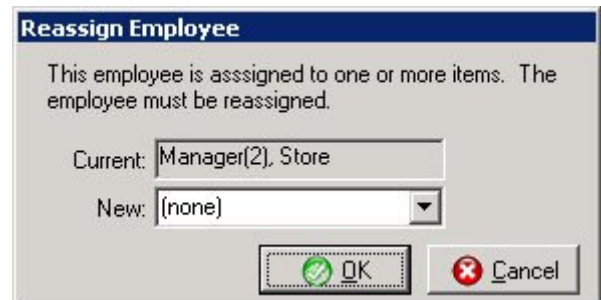 Reassign Employee
This employee is asssigned to one or more items. The
employee must be reassigned.
Current: Manager(2), Store
New: (none)
OK Cancel